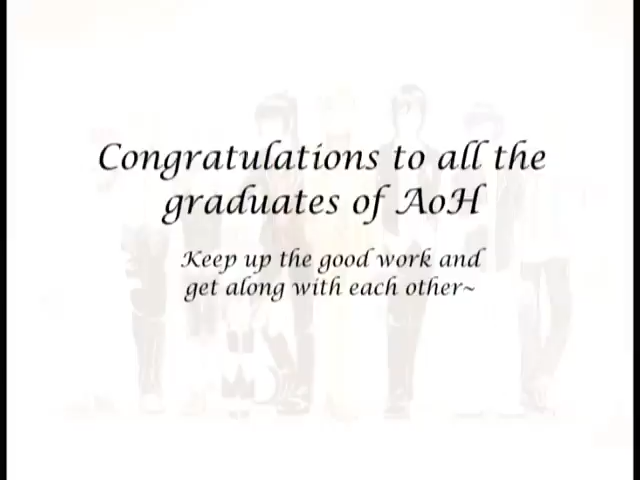 Congratulations to all the
graduates of AoH
Keep up the good work and
get along with each other~